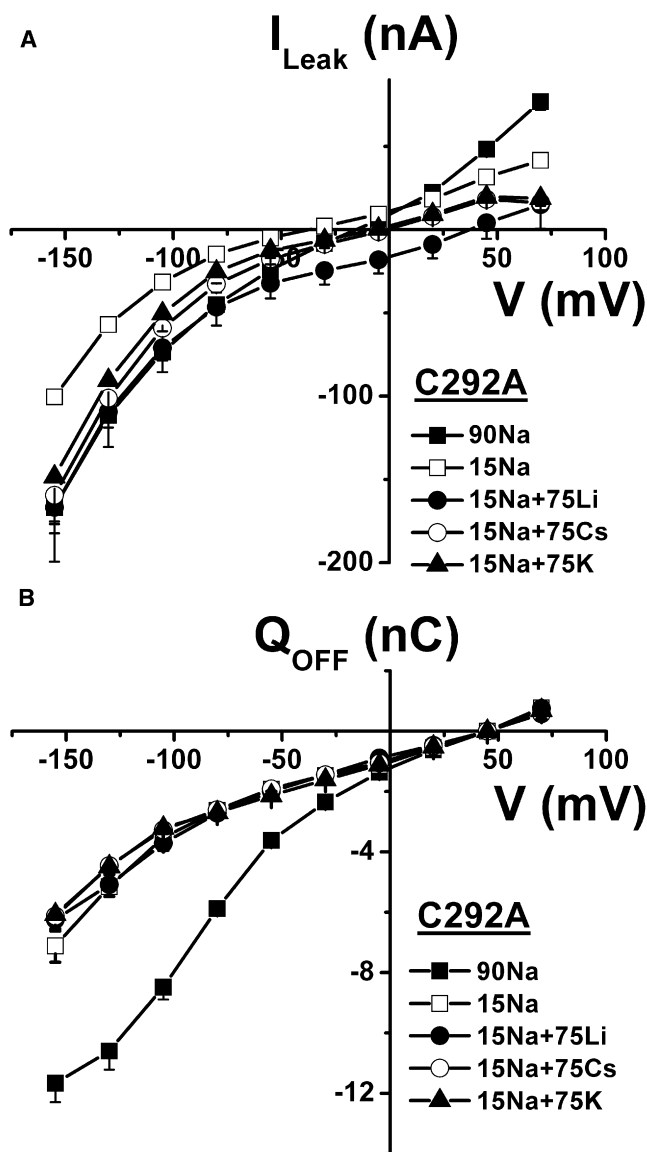 A
I_Leak (nA)
-150 -100 -50 50 100
V (mV)
-100
-200
C292A
90Na
15Na
15Na+75Li
15Na+75Cs
15Na+75K
B
Q_OFF (nC)
-150 -100 -50 50 100
V (mV)
-4
-8
-12
C292A
90Na
15Na
15Na+75Li
15Na+75Cs
15Na+75K